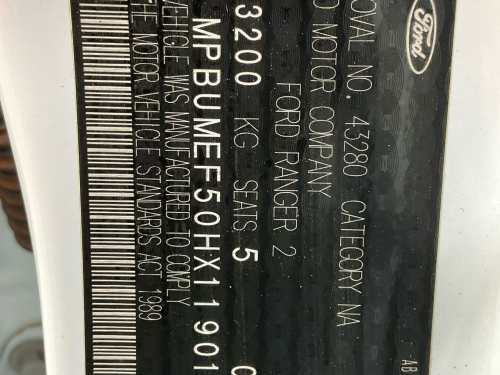 Ford
OVAL NO. 43280 CATEGORY NA
MOTOR COMPANY
FORD RANGER 2
3200 KG SEATS 5
MPBUMEF50HX11901
VEHICLE WAS MANUFACTURED TO COMPLY
THE MOTOR VEHICLE STANDARDS ACT 1989
AB